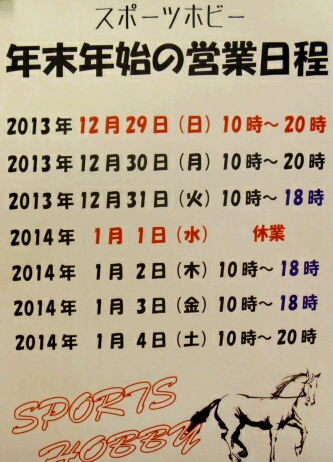 スポーツホビー
年末年始の営業日程
2013年 12月29日（日）10時～20時
2013年 12月30日（月）10時～20時
2013年 12月31日（火）10時～18時
2014年 1月 1日（水） 休業
2014年 1月 2日（木）10時～18時
2014年 1月 3日（金）10時～18時
2014年 1月 4日（土）10時～20時
SPORTS
HOBBY